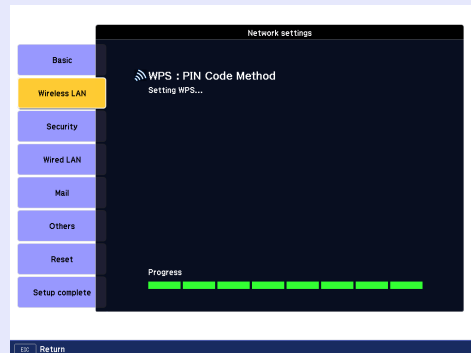 Network settings
Basic
Wireless LAN
Security
Wired LAN
Mail
Others
Reset
Setup complete
WPS : PIN Code Method
Setting WPS...
Progress
ESC Return